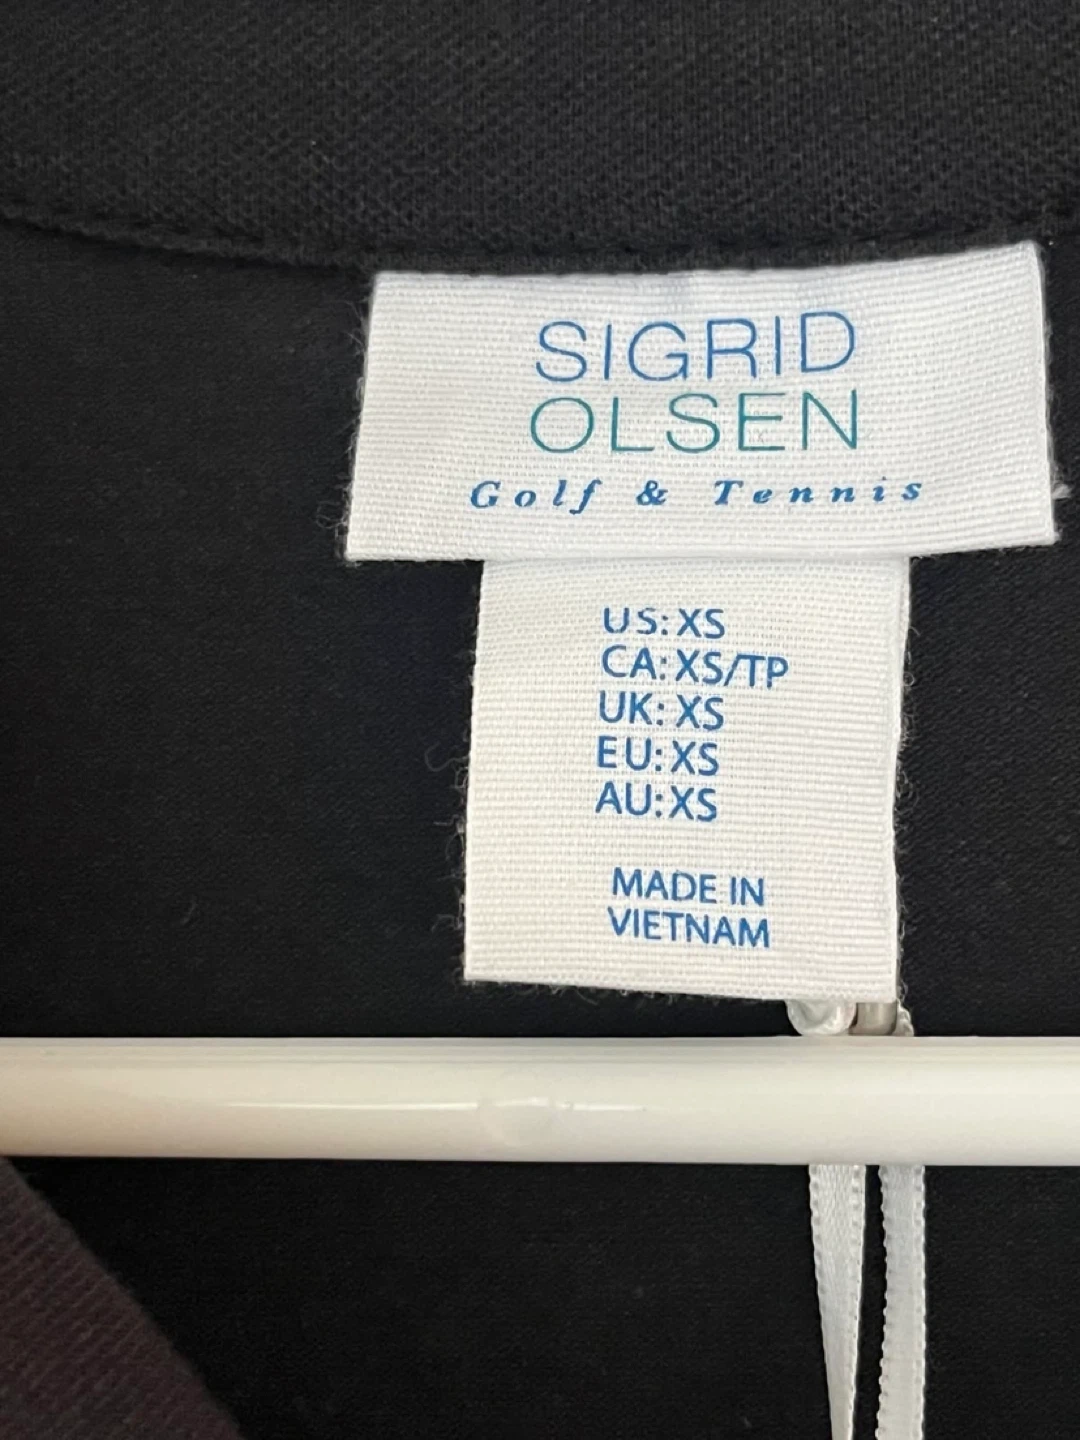 SIGRID
OLSEN
Golf & Tennis
US: XS
CA: XS/TP
UK: XS
EU: XS
AU: XS
MADE IN
VIETNAM